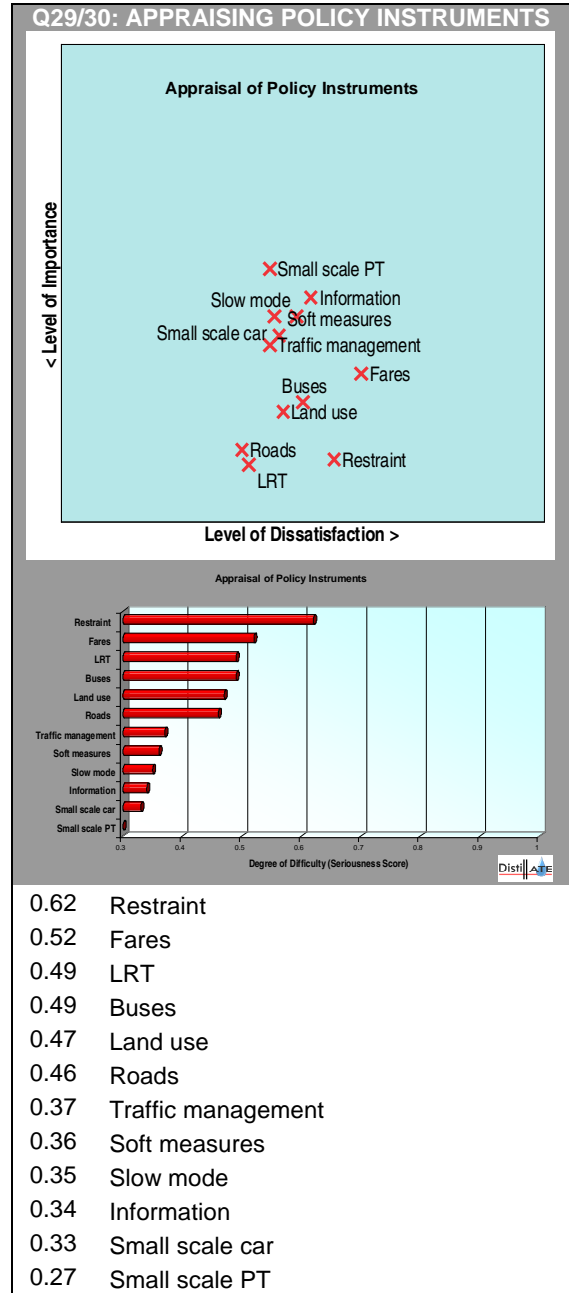 Q29/30: APPRAISING POLICY INSTRUMENTS
Appraisal of Policy Instruments
< Level of Importance
Small scale PT
Information
Slow mode
Soft measures
Small scale car
Traffic management
Fares
Buses
Land use
Roads
Restraint
LRT
Level of Dissatisfaction >
Appraisal of Policy Instruments
Restraint
Fares
LRT
Buses
Land use
Roads
Traffic management
Soft measures
Slow mode
Information
Small scale car
Small scale PT
0.3 0.4 0.5 0.6 0.7 0.8 0.9 1
Degree of Difficulty (Seriousness Score)
DistillATE
0.62 Restraint
0.52 Fares
0.49 LRT
0.49 Buses
0.47 Land use
0.46 Roads
0.37 Traffic management
0.36 Soft measures
0.35 Slow mode
0.34 Information
0.33 Small scale car
0.27 Small scale PT